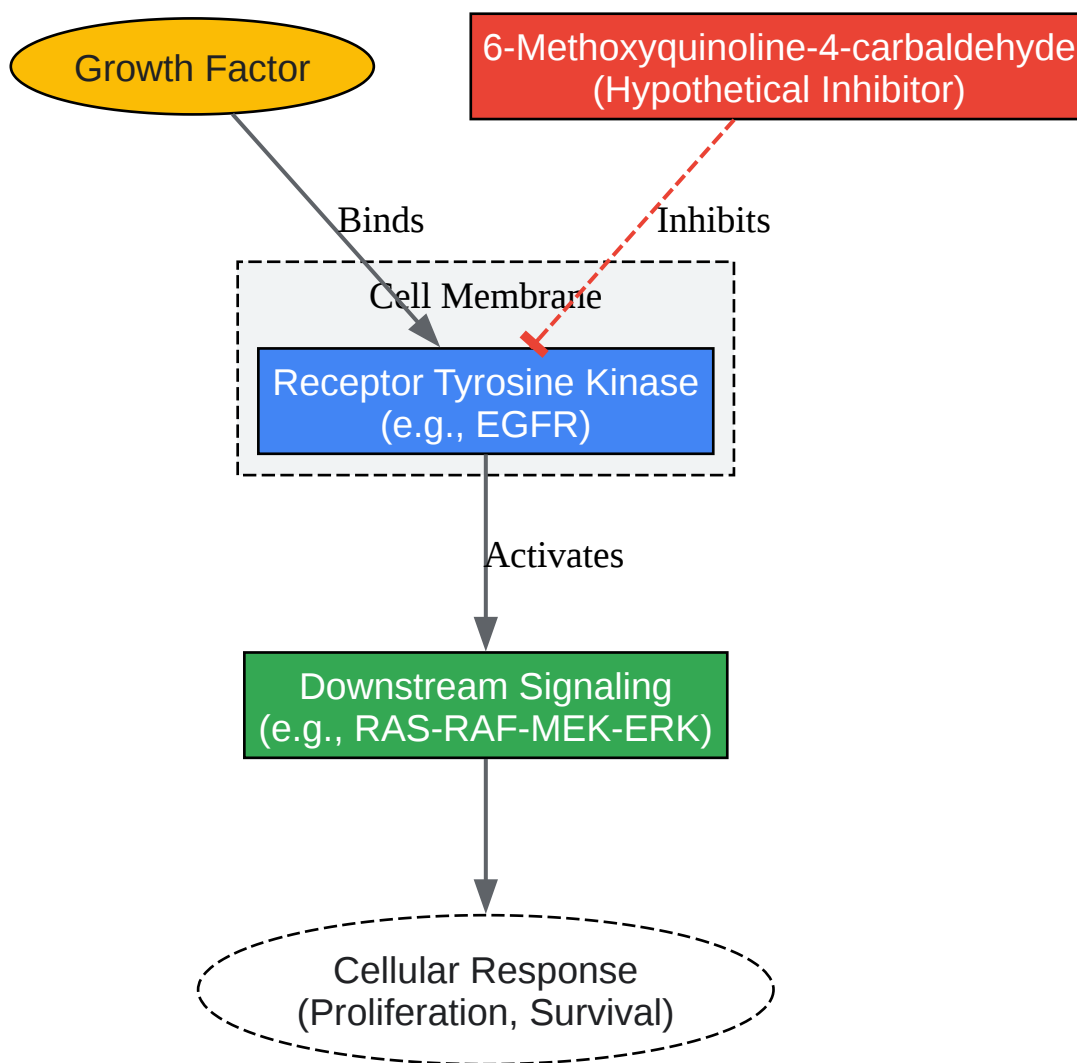 Growth Factor
6-Methoxyquinoline-4-carbaldehyde
(Hypothetical Inhibitor)
Binds
Inhibits
Cell Membrane
Receptor Tyrosine Kinase
(e.g., EGFR)
Activates
Downstream Signaling
(e.g., RAS-RAF-MEK-ERK)
Cellular Response
(Proliferation, Survival)